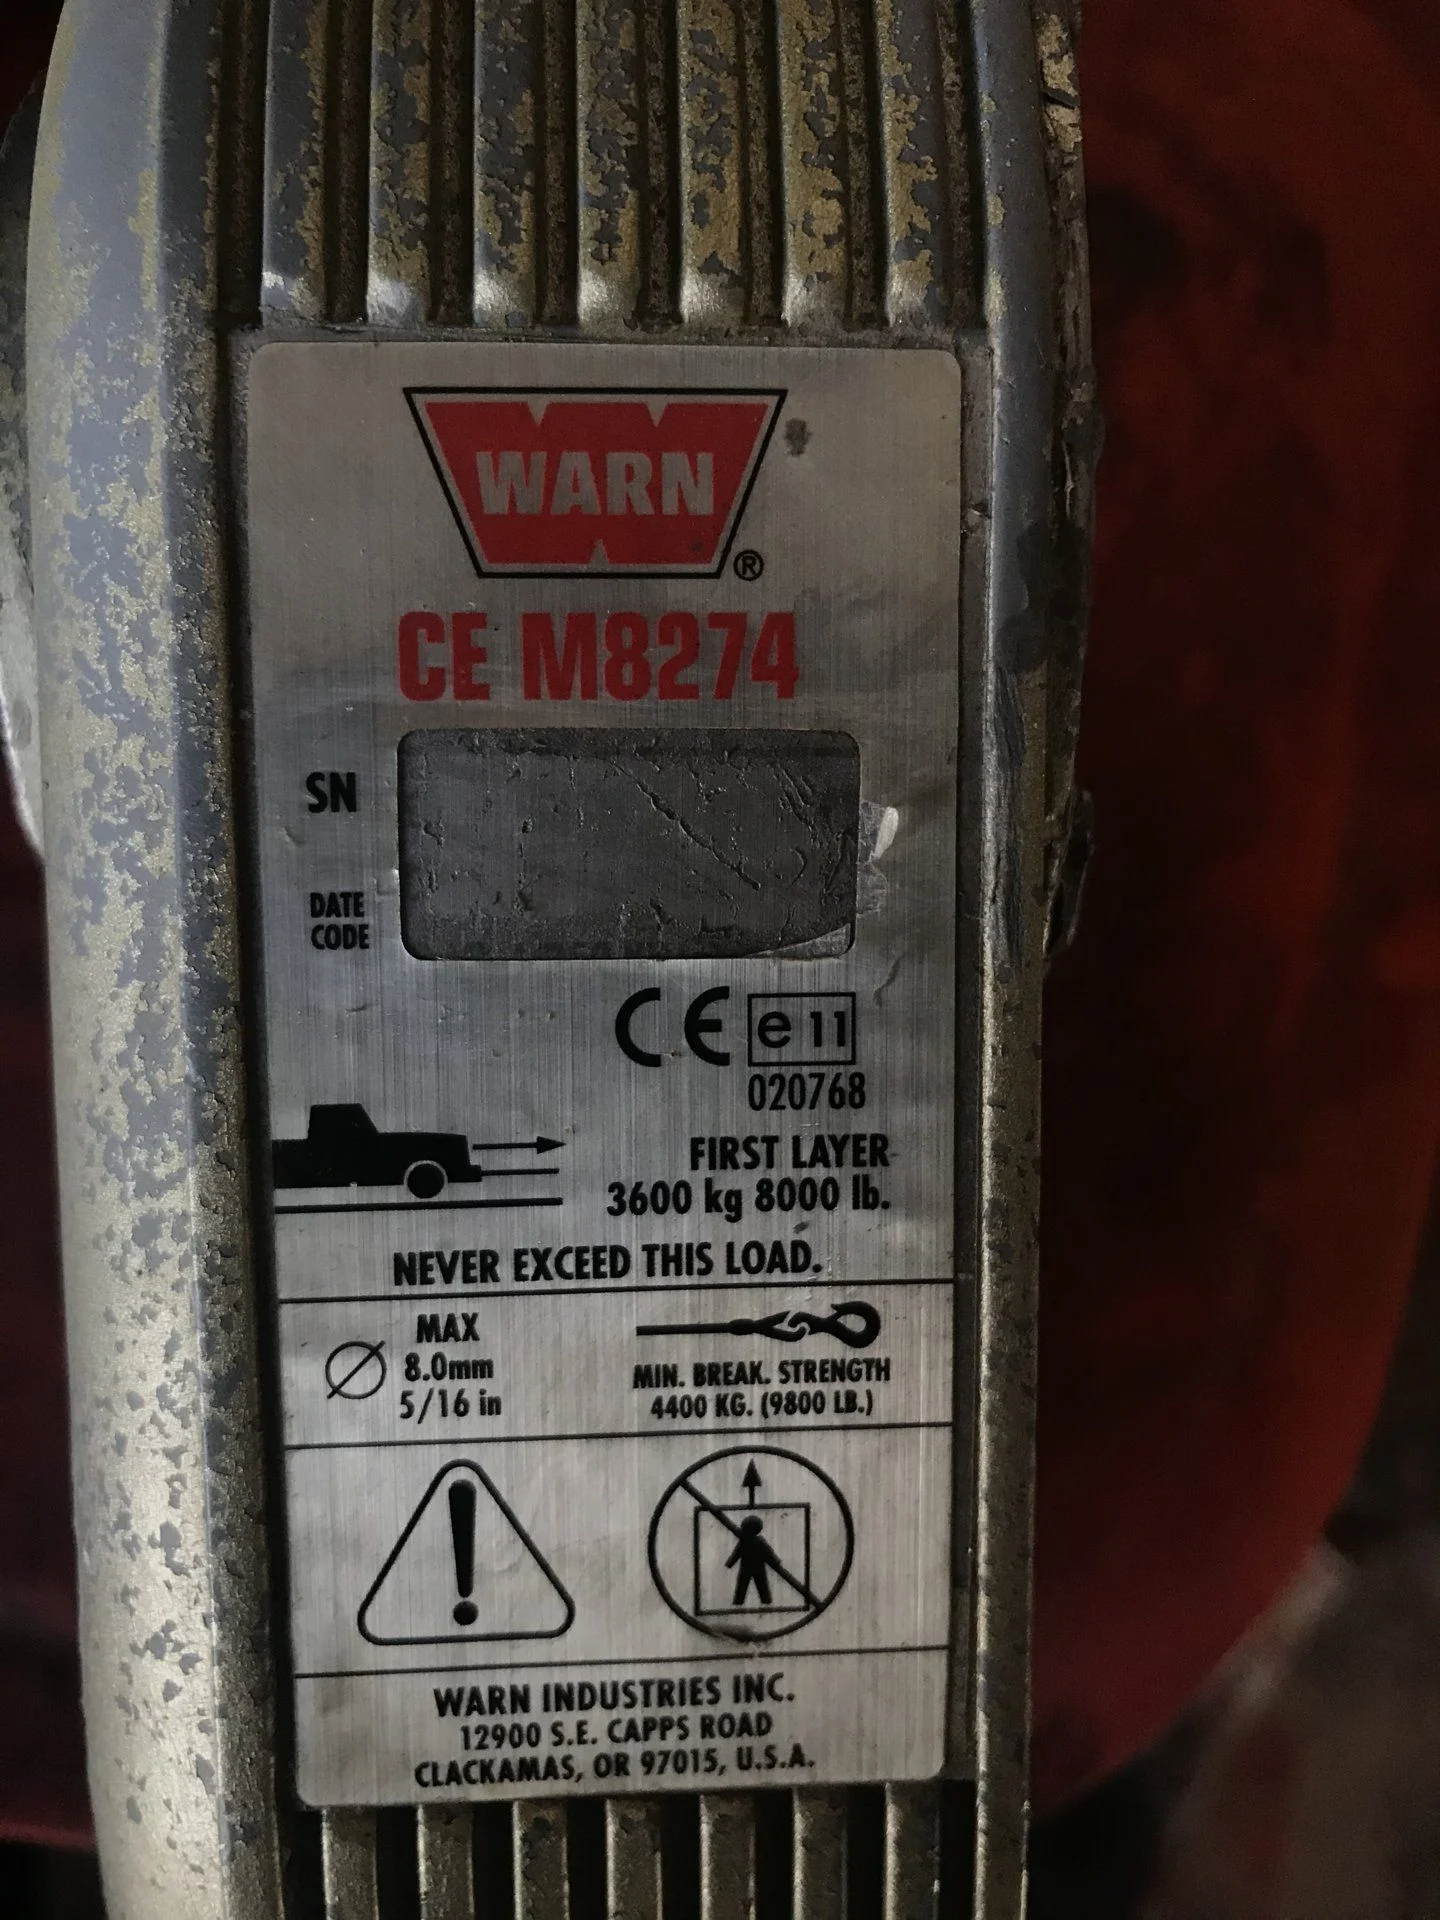 WARN
®
CE M8274
SN
DATE
CODE
CE e11
020768
FIRST LAYER
3600 kg 8000 lb.
NEVER EXCEED THIS LOAD.
MAX
8.0mm
5/16 in
MIN. BREAK. STRENGTH
4400 KG. (9800 LB.)
WARN INDUSTRIES INC.
12900 S.E. CAPPS ROAD
CLACKAMAS, OR 97015, U.S.A.